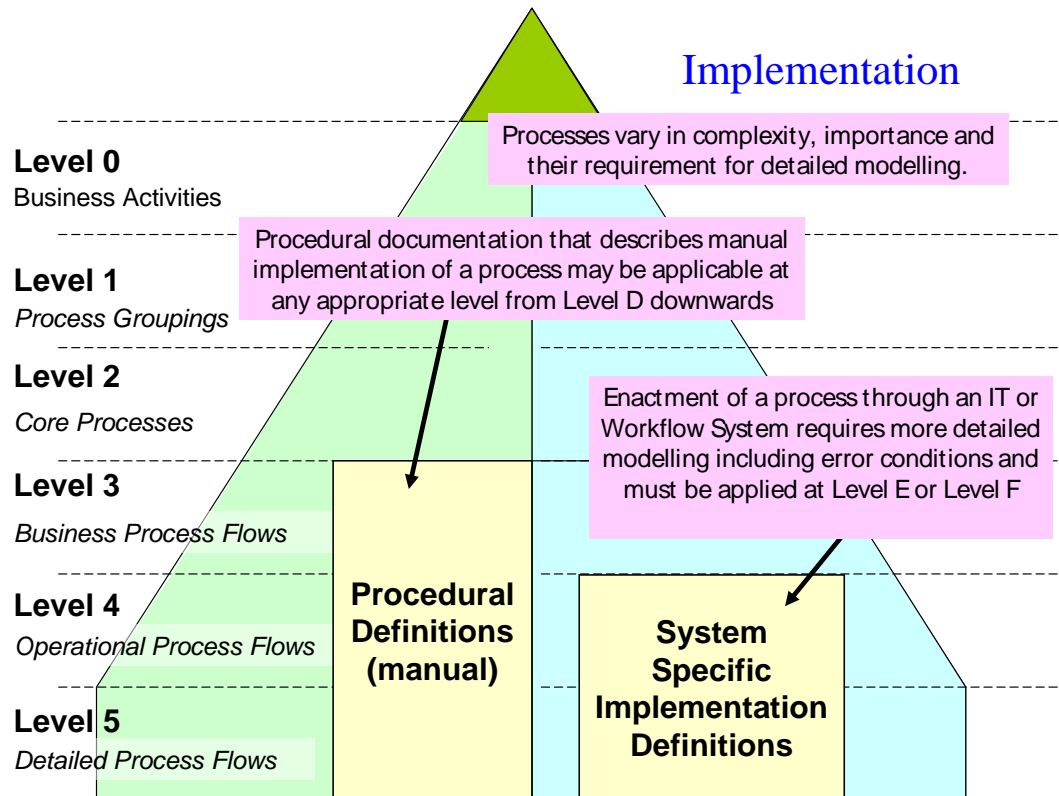 Implementation
Processes vary in complexity, importance and
their requirement for detailed modelling.
Level 0
Business Activities
Procedural documentation that describes manual
implementation of a process may be applicable at
any appropriate level from Level D downwards
Level 1
Process Groupings
Level 2
Core Processes
Enactment of a process through an IT or
Workflow System requires more detailed
modelling including error conditions and
must be applied at Level E or Level F
Level 3
Business Process Flows
Level 4
Operational Process Flows
Procedural
Definitions
(manual)
System
Specific
Implementation
Definitions
Level 5
Detailed Process Flows